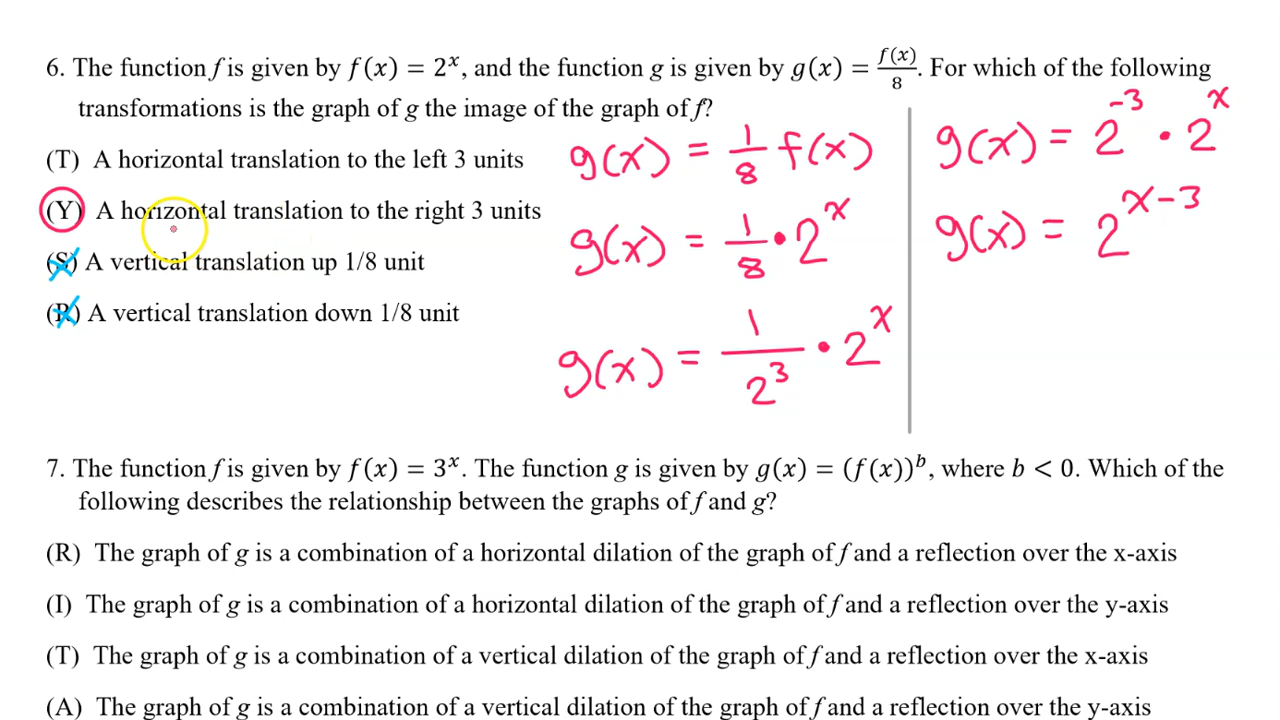 6. The function f is given by f(x) = 2ˣ, and the function g is given by g(x) = f(x)/8. For which of the following
transformations is the graph of g the image of the graph of f?
(T) A horizontal translation to the left 3 units
(Y) A horizontal translation to the right 3 units
(S) A vertical translation up 1/8 unit
(R) A vertical translation down 1/8 unit
g(x) = 1/8 f(x)
g(x) = 1/8 • 2ˣ
g(x) = 1/2³ • 2ˣ
g(x) = 2⁻³ • 2ˣ
g(x) = 2ˣ⁻³
7. The function f is given by f(x) = 3ˣ. The function g is given by g(x) = (f(x))ᵇ, where b < 0. Which of the
following describes the relationship between the graphs of f and g?
(R) The graph of g is a combination of a horizontal dilation of the graph of f and a reflection over the x-axis
(I) The graph of g is a combination of a horizontal dilation of the graph of f and a reflection over the y-axis
(T) The graph of g is a combination of a vertical dilation of the graph of f and a reflection over the x-axis
(A) The graph of g is a combination of a vertical dilation of the graph of f and a reflection over the y-axis